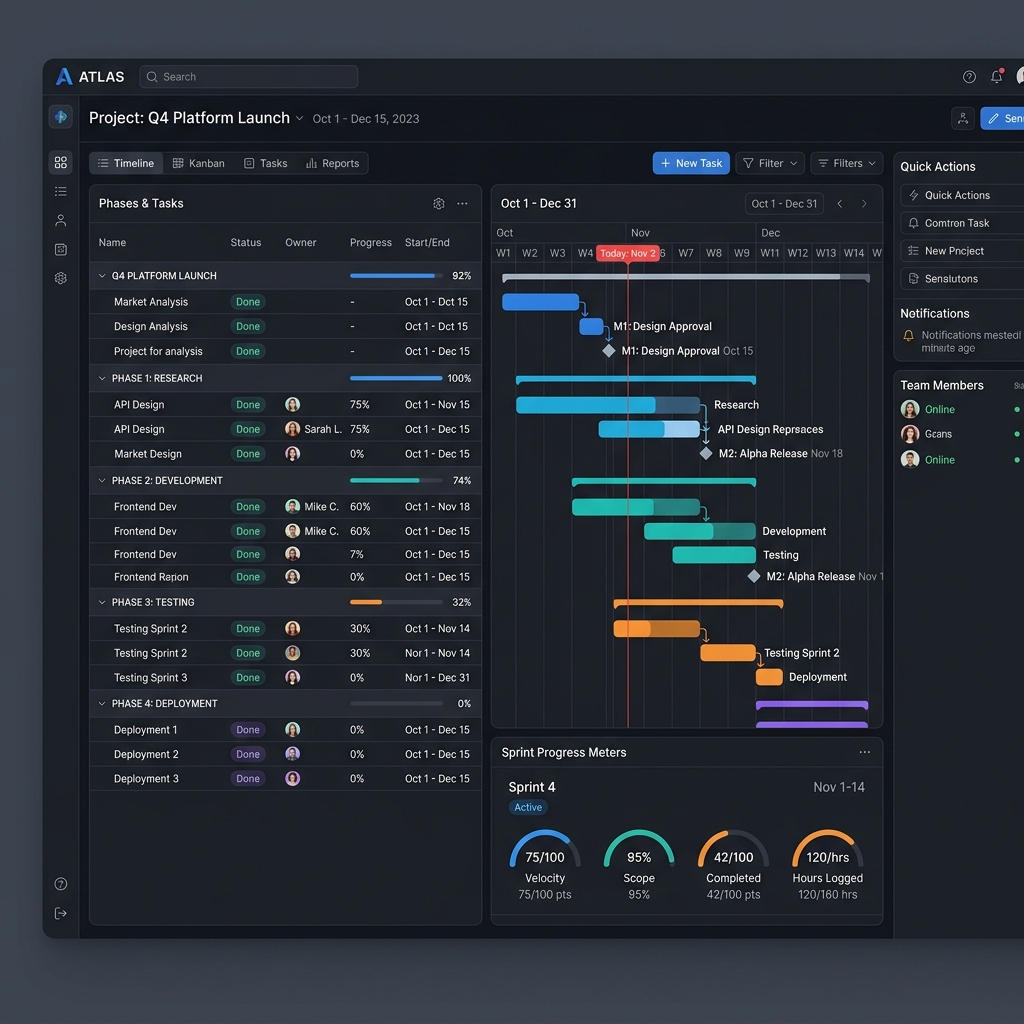 ATLAS
Search
Project: Q4 Platform Launch
Oct 1 - Dec 15, 2023
Timeline
Kanban
Tasks
Reports
New Task
Filter
Filters
Phases & Tasks
Name Status Owner Progress Start/End
Q4 PLATFORM LAUNCH 92%
Market Analysis Done - Oct 1 - Dct 15
Design Analysis Done - Oct 1 - Dct 15
Project for analysis Done - Oct 1 - Dec 15
PHASE 1: RESEARCH 100%
API Design Done 75% Oct 1 - Nov 15
API Design Done Sarah L. 75% Oct 1 - Dec 15
Market Design Done 0% Oct 1 - Dec 15
PHASE 2: DEVELOPMENT 74%
Frontend Dev Done Mike C. 60% Oct 1 - Nov 18
Frontend Dev Done Mike C. 60% Oct 1 - Dec 15
Frontend Dev Done 7% Oct 1 - Dec 15
Frontend Done 0% Oct 1 - Dec 15
PHASE 3: TESTING 32%
Testing Sprint 2 Done 30% Oct 1 - Nov 14
Testing Sprint 2 Done 30% Nor 1 - Nov 14
Testing Sprint 3 Done 0% Nor 1 - Dec 31
PHASE 4: DEPLOYMENT 0%
Deployment 1 Done 0% Oct 1 - Dec 15
Deployment 2 Done 0% Oct 1 - Dec 15
Deployment 3 Done 0% Oct 1 - Dec 15
Oct 1 - Dec 31
Oct 1 - Dec 31
Oct Nov Dec
W1 W2 W3 W4 Today: Nov 2 6 W7 W8 W9 W11 W12 W13 W14 W
M1: Design Approval
M1: Design Approval Oct 15
Research
API Design
M2: Alpha Release Nov 18
Development
Testing
M2: Alpha Release Nov 1
Testing Sprint 2
Deployment
Sprint Progress Meters
Sprint 4 Nov 1-14
Active
75/100 95% 42/100 120/hrs
Velocity Scope Completed Hours Logged
75/100 pts 95% 42/100 pts 120/160 hrs
Quick Actions
Quick Actions
Comtron Task
New Pncject
Sensalutons
Notifications
Notifications mestedl
ago
Team Members
Online
Online